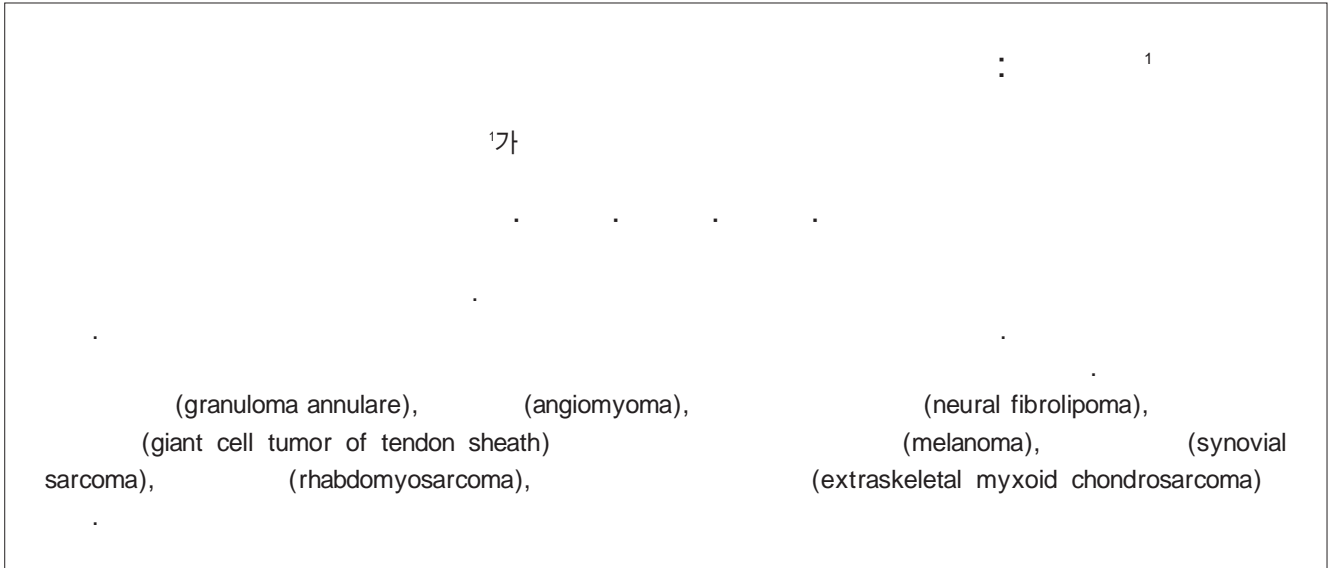 : 1
1가
. . . .
.
. .
.
(granuloma annulare), (angiomyoma), (neural fibrolipoma),
(giant cell tumor of tendon sheath) (melanoma), (synovial
sarcoma), (rhabdomyosarcoma), (extraskeletal myxoid chondrosarcoma)
.